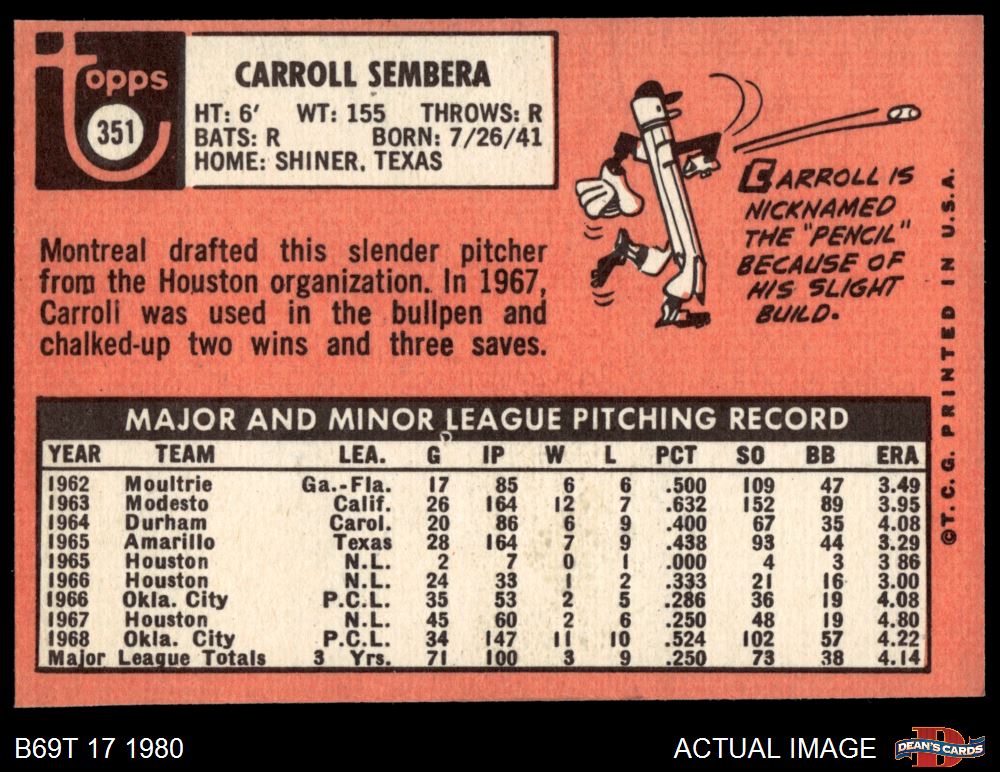 Topps
351
CARROLL SEMBERA
HT: 6' WT: 155 THROWS: R
BATS: R BORN: 7/26/41
HOME: SHINER, TEXAS
Montreal drafted this slender pitcher
from the Houston organization. In 1967,
Carroll was used in the bullpen and
chalked-up two wins and three saves.
CARROLL IS
NICKNAMED
THE "PENCIL"
BECAUSE OF
HIS SLIGHT
BUILD.
©T. C. G. PRINTED IN U.S.A.
MAJOR AND MINOR LEAGUE PITCHING RECORD
YEAR TEAM LEA. G IP W L PCT SO BB ERA
1962 Moultrie Ga.-Fla. 17 85 6 6 .500 109 47 3.49
1963 Modesto Calif. 26 164 12 7 .632 152 89 3.95
1964 Durham Carol. 20 86 6 9 .400 67 35 4.08
1965 Amarillo Texas 28 164 7 9 .438 93 44 3.29
1965 Houston N.L. 2 7 0 1 .000 4 3 3 86
1966 Houston N.L. 24 33 1 2 .333 21 16 3.00
1966 Okla. City P.C.L. 35 53 2 5 .286 36 19 4.08
1967 Houston N.L. 45 60 2 6 .250 48 19 4.80
1968 Okla. City P.C.L. 34 147 11 10 .524 102 57 4.22
Major League Totals 3 Yrs. 71 100 3 9 .250 73 38 4.14
B69T 17 1980
ACTUAL IMAGE
D
DEAN'S CARDS